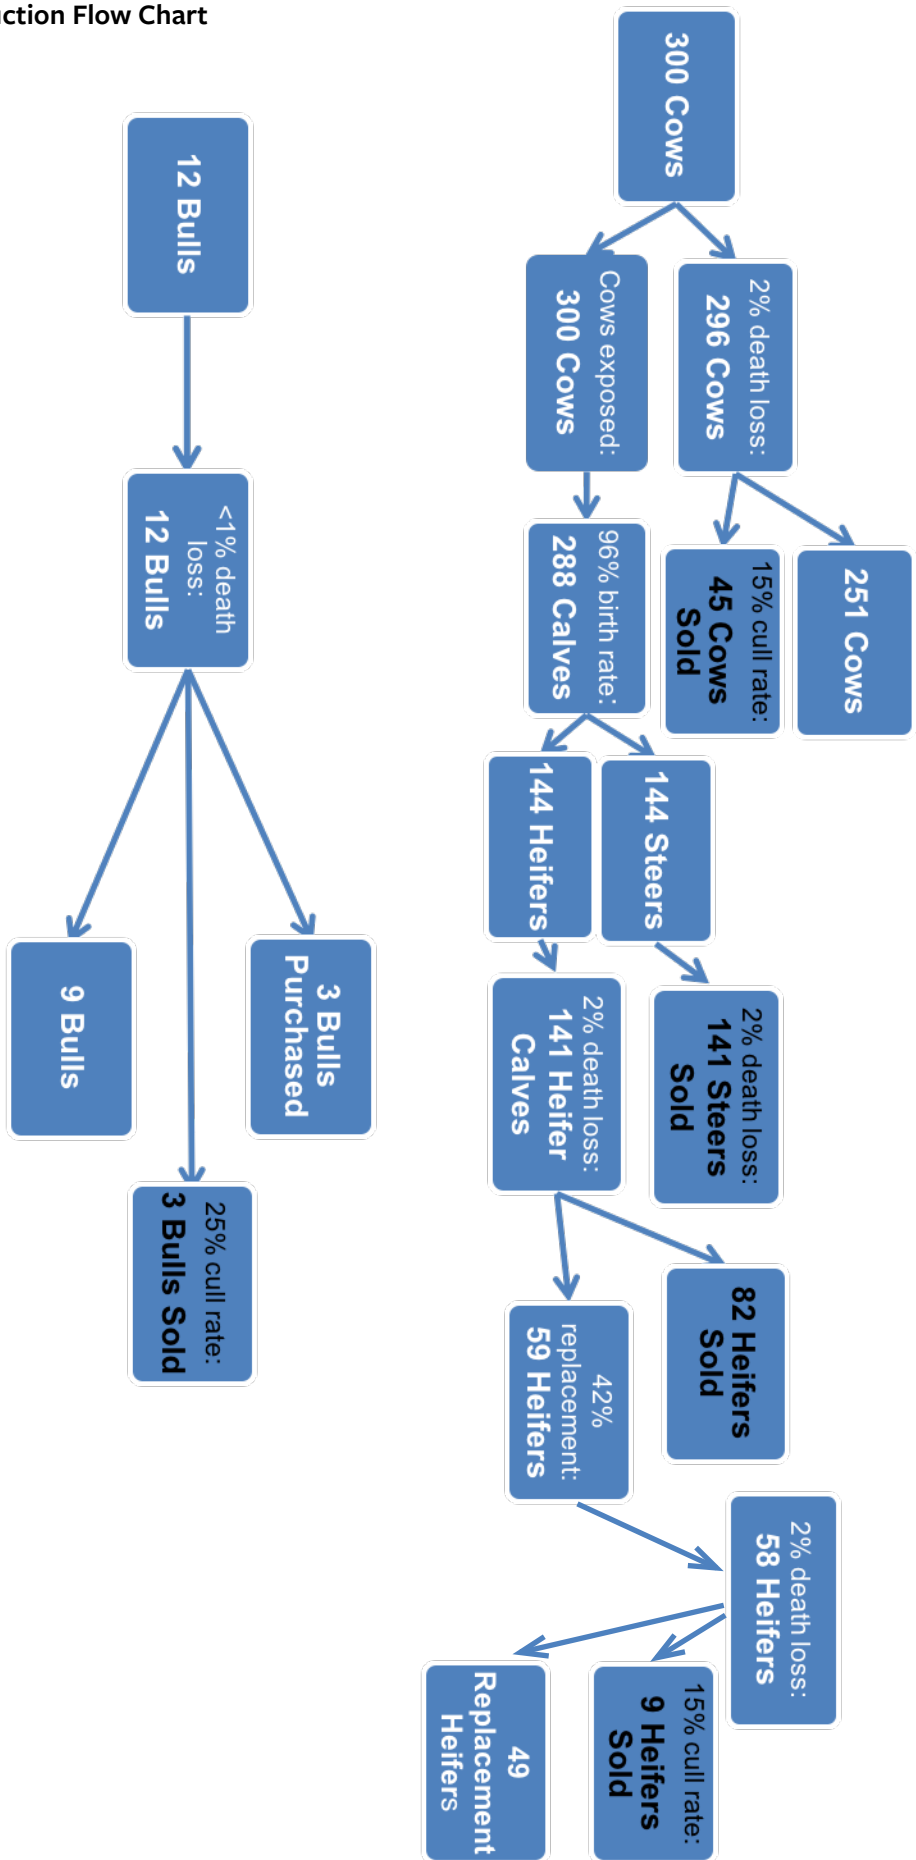 uction Flow Chart
300 Cows
2% death loss:
296 Cows
Cows exposed:
300 Cows
251 Cows
15% cull rate:
45 Cows
Sold
96% birth rate:
288 Calves
144 Steers
144 Heifers
2% death loss:
141 Steers
Sold
2% death loss:
141 Heifer
Calves
82 Heifers
Sold
42%
replacement:
59 Heifers
2% death loss:
58 Heifers
15% cull rate:
9 Heifers
Sold
49
Replacement
Heifers
12 Bulls
<1% death
loss:
12 Bulls
3 Bulls
Purchased
25% cull rate:
3 Bulls Sold
9 Bulls